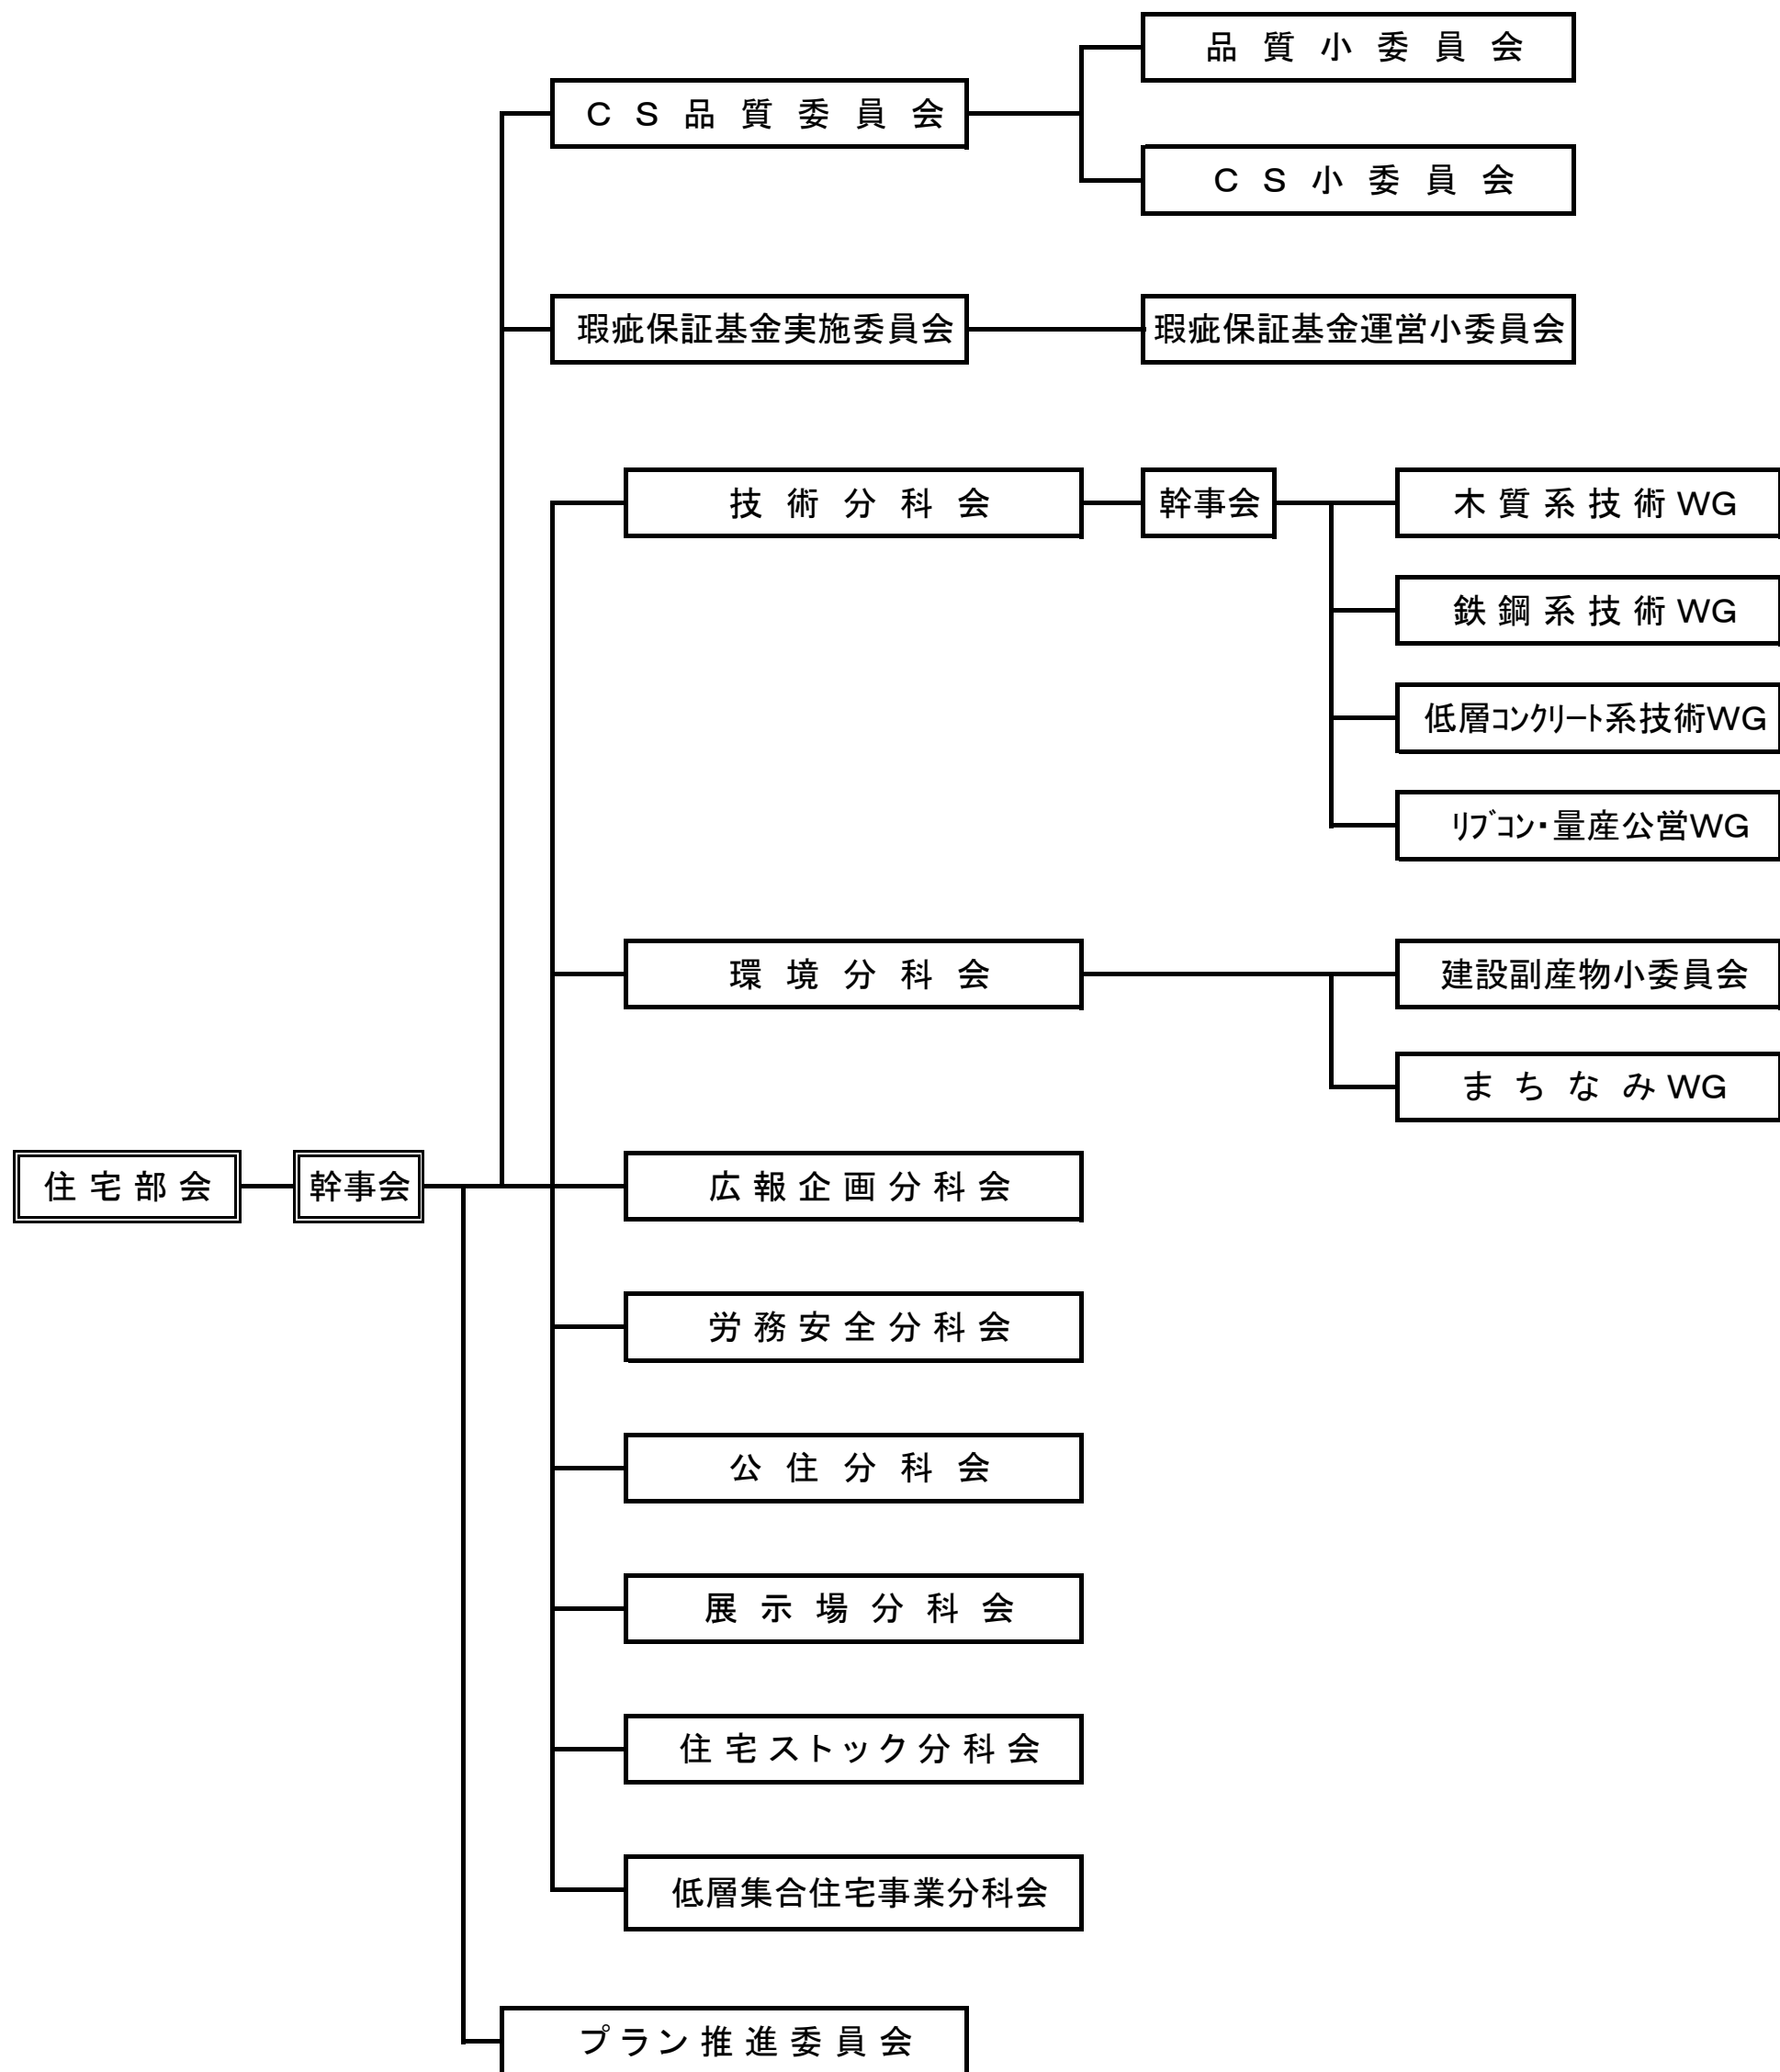 品質小委員会
CS品質委員会
CS小委員会
瑕疵保証基金実施委員会
瑕疵保証基金運営小委員会
技術分科会
幹事会
木質系技術WG
鉄鋼系技術WG
低層ｺﾝｸﾘｰﾄ系技術WG
ﾘﾌﾞｺﾝ・量産公営WG
環境分科会
建設副産物小委員会
まちなみWG
住宅部会
幹事会
広報企画分科会
労務安全分科会
公住分科会
展示場分科会
住宅ストック分科会
低層集合住宅事業分科会
プラン推進委員会